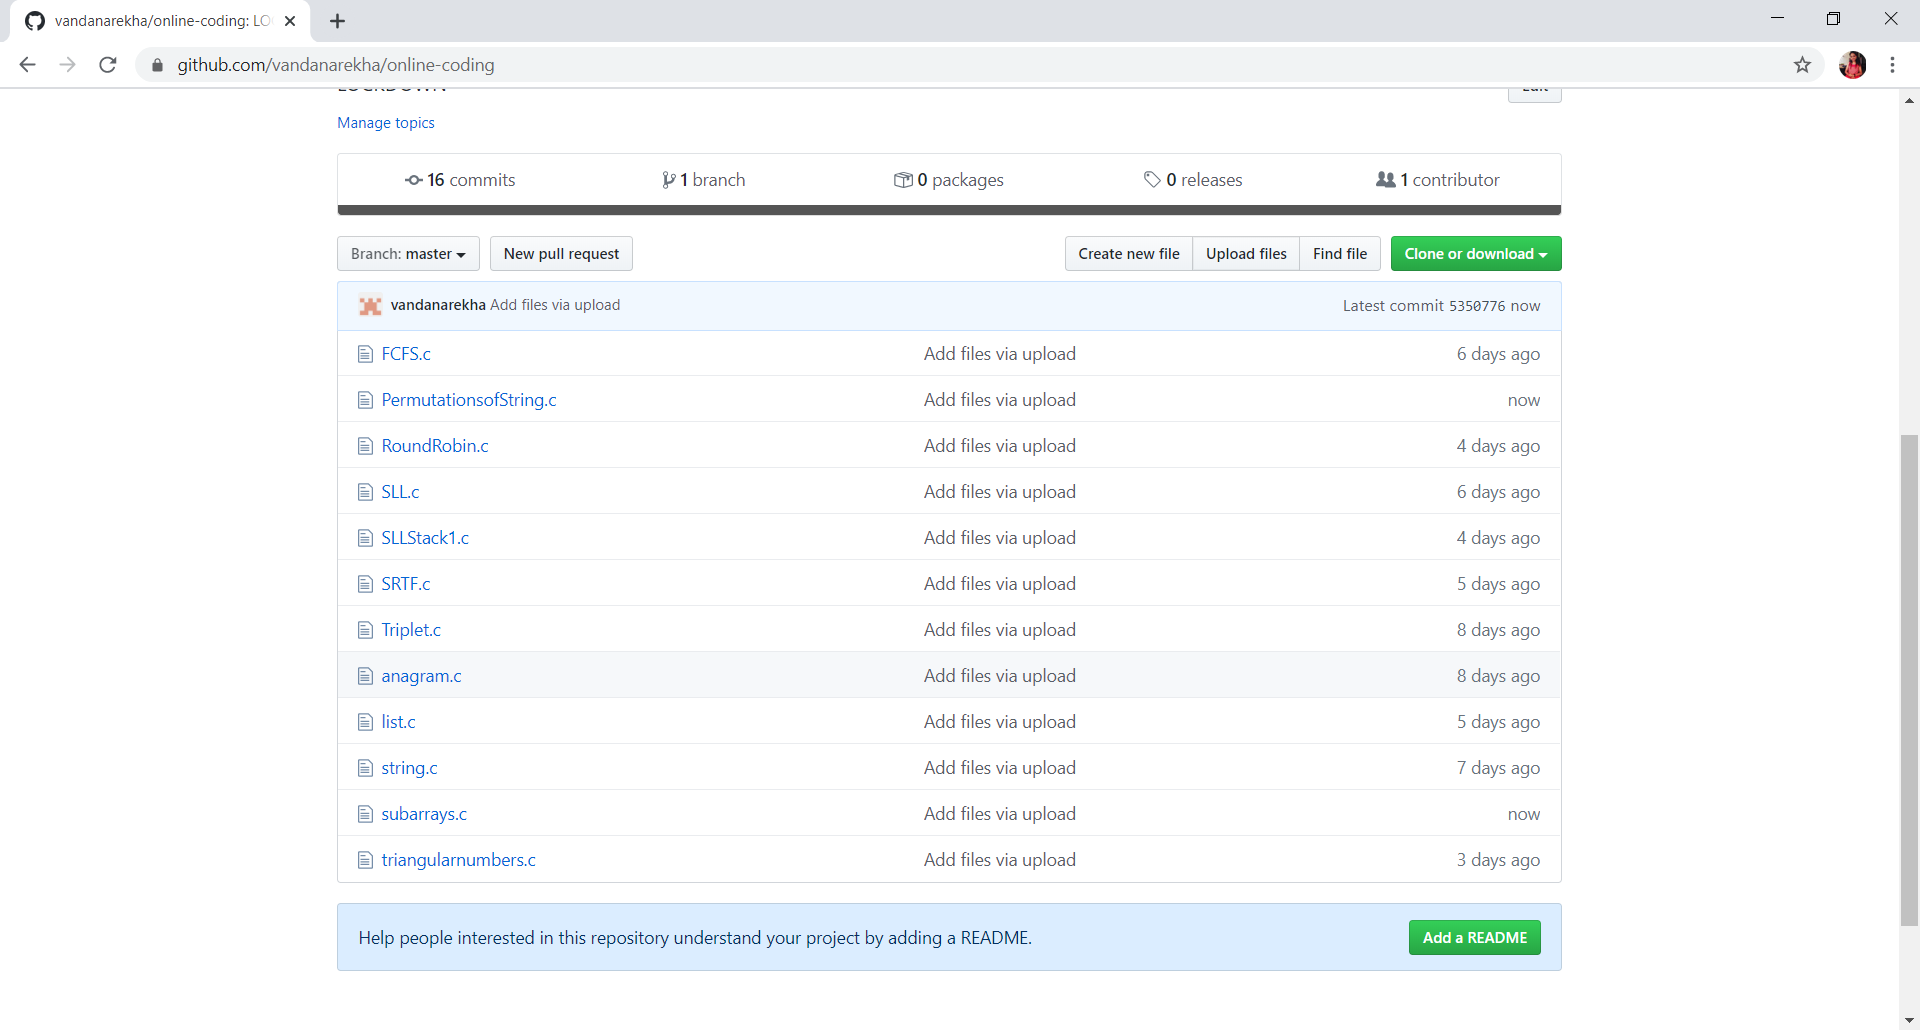 vandanarekha/online-coding: LO
github.com/vandanarekha/online-coding
LOCKDOWN Edit
Manage topics
16 commits 1 branch 0 packages 0 releases 1 contributor
Branch: master New pull request Create new file Upload files Find file Clone or download
vandanarekha Add files via upload Latest commit 5350776 now
FCFS.c Add files via upload 6 days ago
PermutationsofString.c Add files via upload now
RoundRobin.c Add files via upload 4 days ago
SLL.c Add files via upload 6 days ago
SLLStack1.c Add files via upload 4 days ago
SRTF.c Add files via upload 5 days ago
Triplet.c Add files via upload 8 days ago
anagram.c Add files via upload 8 days ago
list.c Add files via upload 5 days ago
string.c Add files via upload 7 days ago
subarrays.c Add files via upload now
triangularnumbers.c Add files via upload 3 days ago
Help people interested in this repository understand your project by adding a README. Add a README